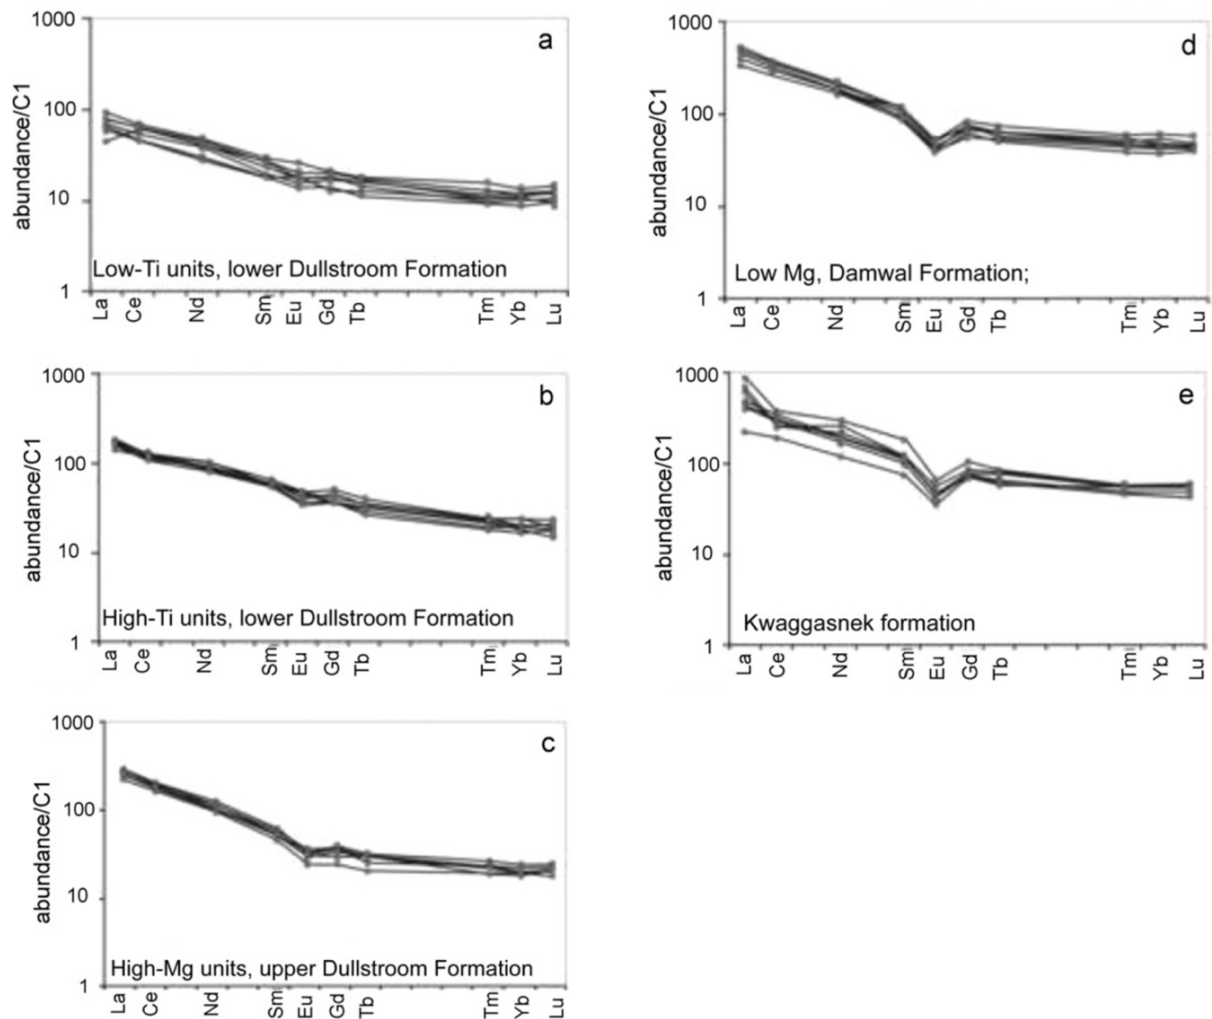 1000
100
10
1
abundance/C1
a
Low-Ti units, lower Dullstroom Formation
La Ce Nd Sm Eu Gd Tb Tm Yb Lu
1000
100
10
1
abundance/C1
b
High-Ti units, lower Dullstroom Formation
La Ce Nd Sm Eu Gd Tb Tm Yb Lu
1000
100
10
1
abundance/C1
c
High-Mg units, upper Dullstroom Formation
La Ce Nd Sm Eu Gd Tb Tm Yb Lu
1000
100
10
1
abundance/C1
d
Low Mg, Damwal Formation;
La Ce Nd Sm Eu Gd Tb Tm Yb Lu
1000
100
10
1
abundance/C1
e
Kwaggasnek formation
La Ce Nd Sm Eu Gd Tb Tm Yb Lu